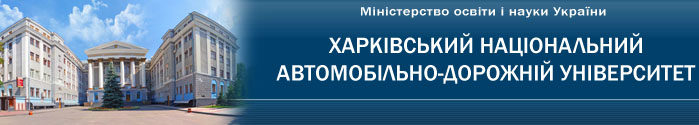 Міністерство освіти і науки України
ХАРКІВСЬКИЙ НАЦІОНАЛЬНИЙ
АВТОМОБІЛЬНО-ДОРОЖНІЙ УНІВЕРСИТЕТ